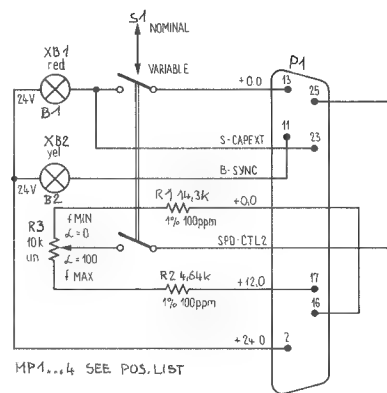 S1
NOMINAL
VARIABLE
XB1
red
24V
B1
XB2
yel
24V
B2
+0.0
S-CAPEXT
B-SYNC
P1
13
25
11
23
R1 14,3k
1% 100ppm
+0,0
R3
10k
un
f MIN
α = 0
α = 100
f MAX
SPD-CTL2
R2 4,64k
1% 100ppm
+12,0
17
16
+24.0
2
MP1...4 SEE POS.LIST